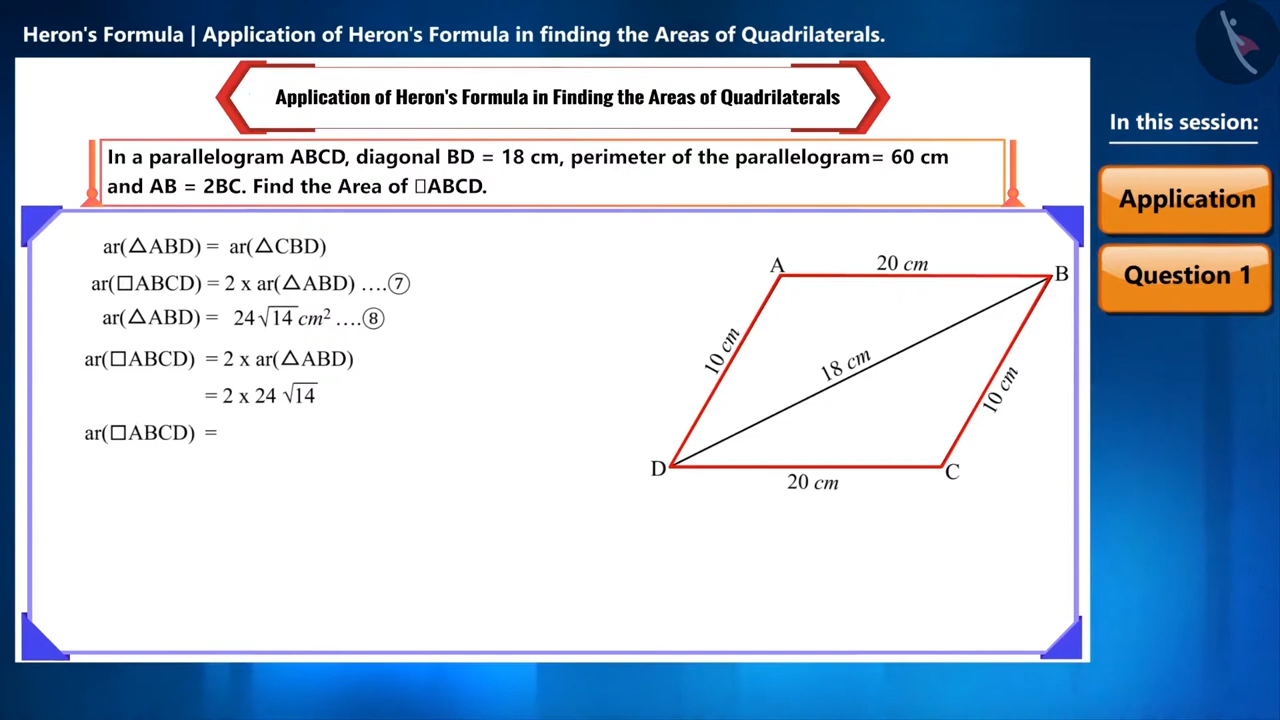 Heron's Formula | Application of Heron's Formula in finding the Areas of Quadrilaterals.
Application of Heron's Formula in Finding the Areas of Quadrilaterals
In a parallelogram ABCD, diagonal BD = 18 cm, perimeter of the parallelogram= 60 cm
and AB = 2BC. Find the Area of □ABCD.
ar(△ABD) = ar(△CBD)
ar(□ABCD) = 2 x ar(△ABD) ....⑦
ar(△ABD) = 24√14 cm² ....⑧
ar(□ABCD) = 2 x ar(△ABD)
= 2 x 24 √14
ar(□ABCD) =
A
20 cm
B
10 cm
18 cm
10 cm
D
20 cm
C
In this session:
Application
Question 1